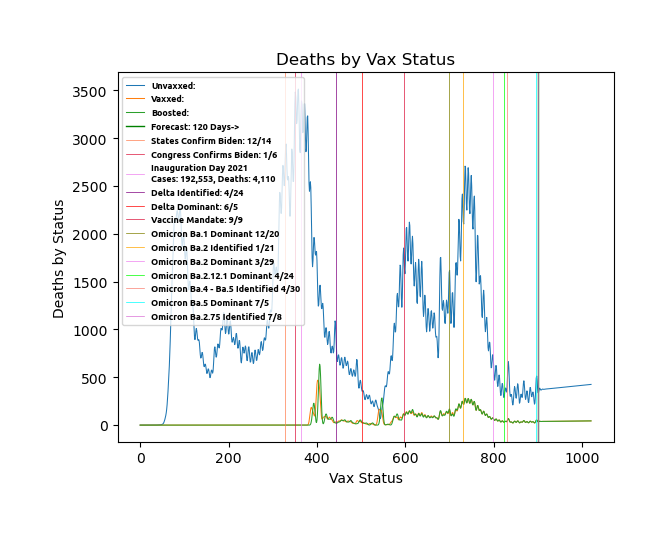 Deaths by Vax Status
Deaths by Status
3500
3000
2500
2000
1500
1000
500
0
Unvaxxed:
Vaxxed:
Boosted:
Forecast: 120 Days->
States Confirm Biden: 12/14
Congress Confirms Biden: 1/6
Inauguration Day 2021
Cases: 192,553, Deaths: 4,110
Delta Identified: 4/24
Delta Dominant: 6/5
Vaccine Mandate: 9/9
Omicron Ba.1 Dominant 12/20
Omicron Ba.2 Identified 1/21
Omicron Ba.2 Dominant 3/29
Omicron Ba.2.12.1 Dominant 4/24
Omicron Ba.4 - Ba.5 Identified 4/30
Omicron Ba.5 Dominant 7/5
Omicron Ba.2.75 Identified 7/8
0 200 400 600 800 1000
Vax Status